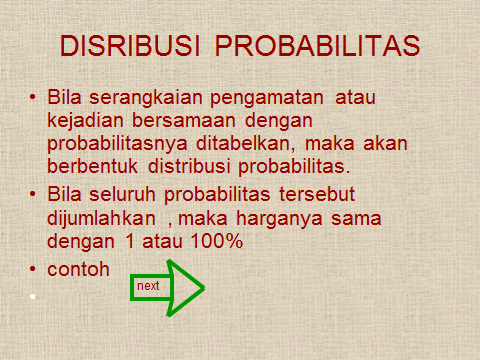 DISRIBUSI PROBABILITAS
• Bila serangkaian pengamatan atau
kejadian bersamaan dengan
probabilitasnya ditabelkan, maka akan
berbentuk distribusi probabilitas.
• Bila seluruh probabilitas tersebut
dijumlahkan , maka harganya sama
dengan 1 atau 100%
• contoh
next